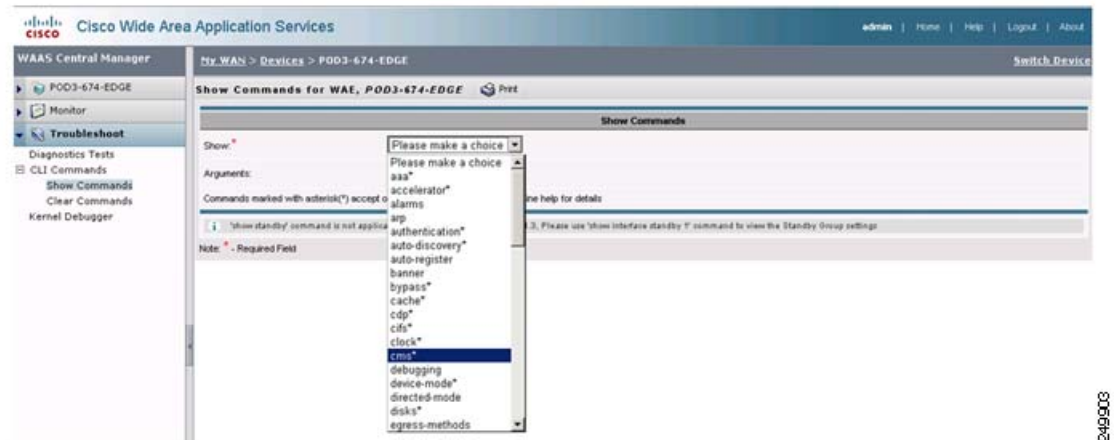 CISCO
Cisco Wide Area Application Services
admin | Home | Help | Logout | About
WAAS Central Manager
My WAN > Devices > POD3-674-EDGE
Switch Device
POD3-674-EDGE
Show Commands for WAE, POD3-674-EDGE Print
Monitor
Show Commands
Troubleshoot
Show:*
Please make a choice
Diagnostics Tests
Please make a choice
CLI Commands
aaa*
Arguments:
Show Commands
accelerator*
Clear Commands
Commands marked with asterisk(*) accept o
ine help for details
alarms
Kernel Debugger
arp
'show standby' command is not applica
.3, Please use 'show interface standby 1' command to view the Standby Group settings
authentication*
auto-discovery*
Note: * - Required Field
auto-register
banner
bypass*
cache*
cdp*
cifs*
clock*
cms*
debugging
device-mode*
directed-mode
disks*
egress-methods
249903